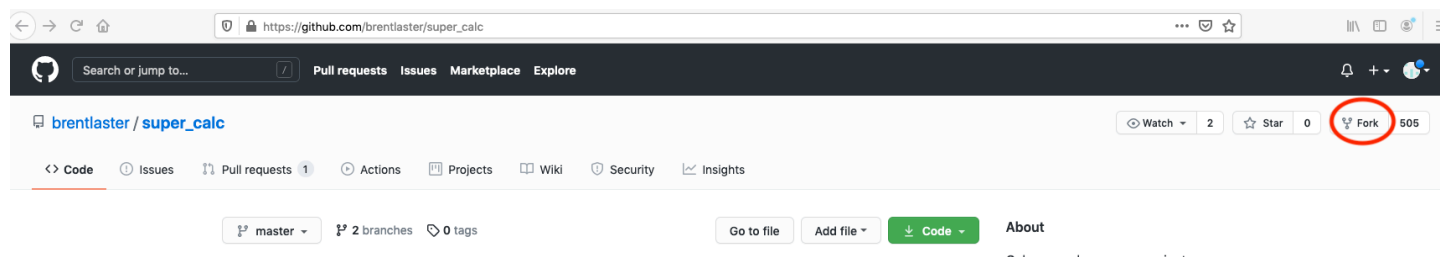 https://github.com/brentlaster/super_calc
Search or jump to... / Pull requests Issues Marketplace Explore
brentlaster / super_calc Watch 2 Star 0 Fork 505
Code Issues Pull requests 1 Actions Projects Wiki Security Insights
master 2 branches 0 tags Go to file Add file Code About